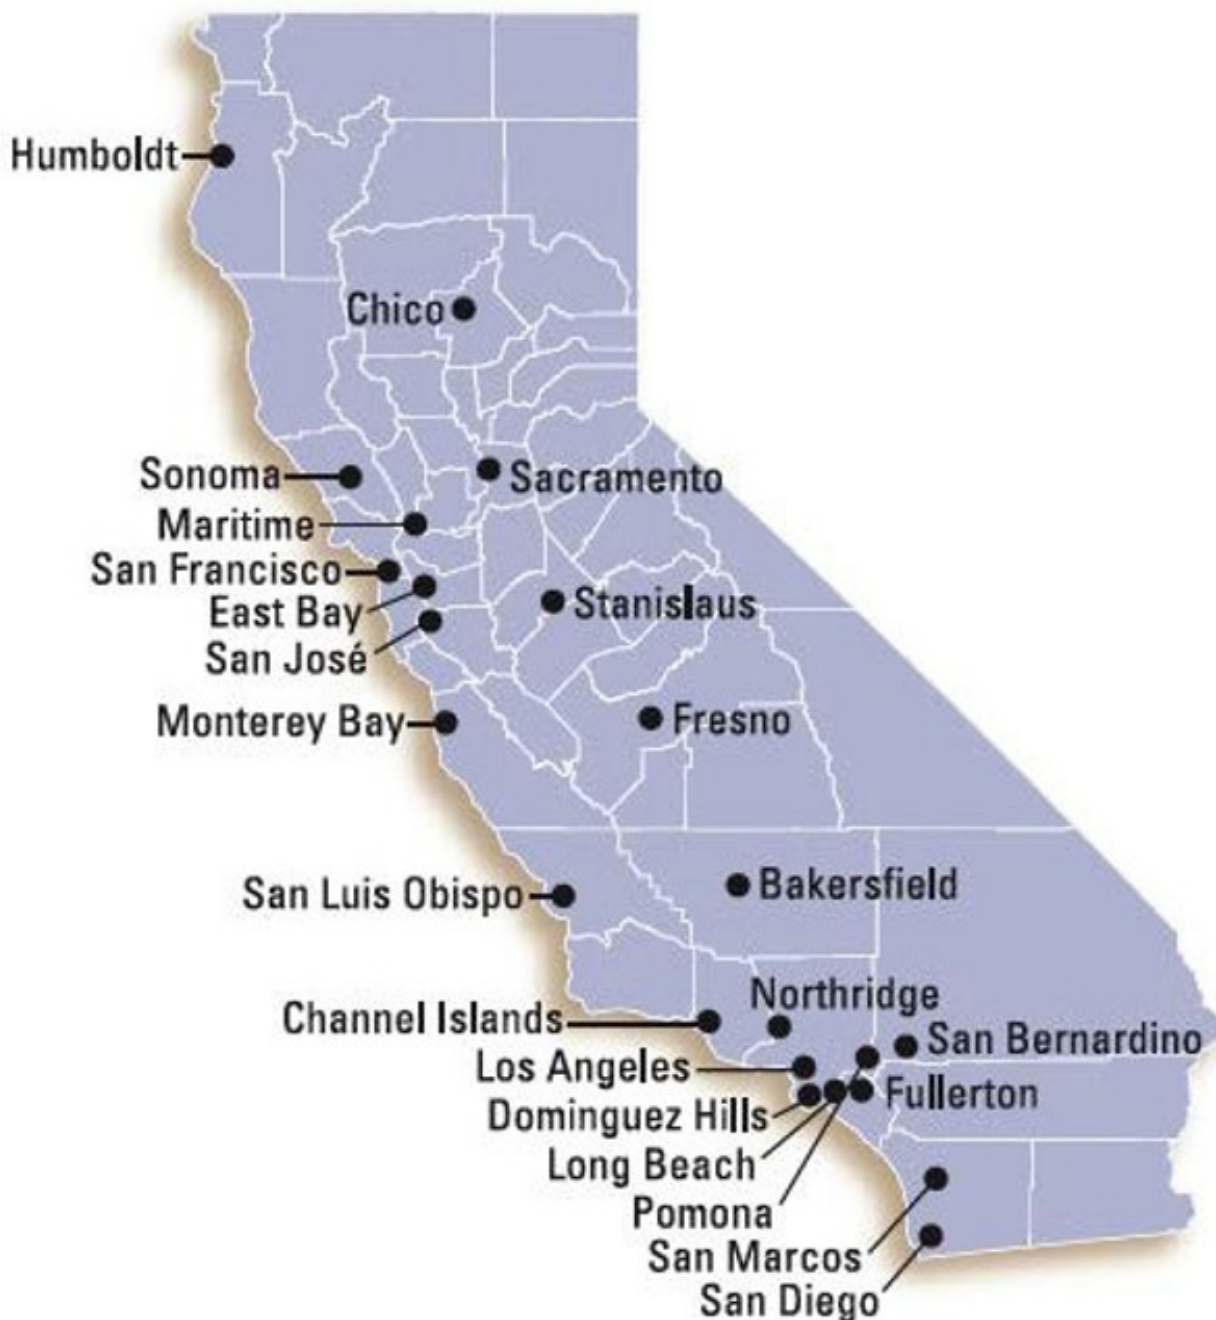 Humboldt
Chico
Sonoma
Sacramento
Maritime
San Francisco
East Bay
Stanislaus
San José
Monterey Bay
Fresno
San Luis Obispo
Bakersfield
Northridge
Channel Islands
San Bernardino
Los Angeles
Fullerton
Dominguez Hills
Long Beach
Pomona
San Marcos
San Diego